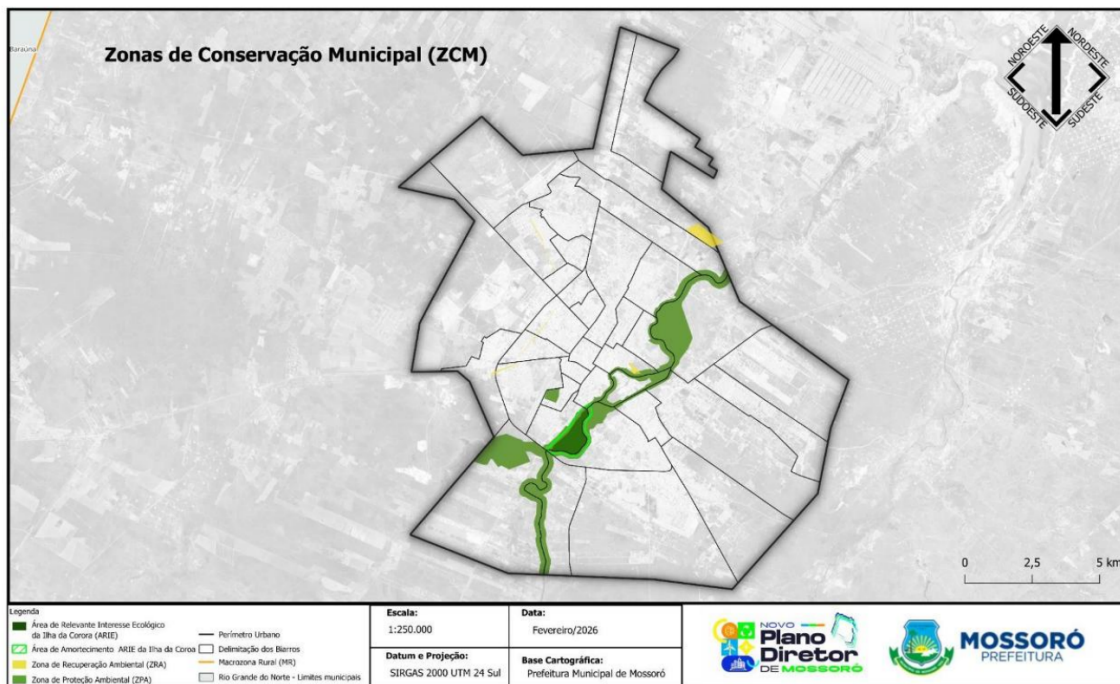 Baraúna
Zonas de Conservação Municipal (ZCM)
NOROESTE
NORDESTE
SUDOESTE
SUDESTE
0 2,5 5 km
Legenda
Área de Relevante Interesse Ecológico
da Ilha da Corora (ARIE)
Área de Amortecimento ARIE da Ilha da Coroa
Zona de Recuperação Ambiental (ZRA)
Zona de Proteção Ambiental (ZPA)
Perímetro Urbano
Delimitação dos Biarros
Macrozona Rural (MR)
Rio Grande do Norte - Limites municipais
Escala:
1:250.000
Data:
Fevereiro/2026
Datum e Projeção:
SIRGAS 2000 UTM 24 Sul
Base Cartográfica:
Prefeitura Municipal de Mossoró
NOVO
Plano
Diretor
DE MOSSORÓ
MOSSORÓ
PREFEITURA